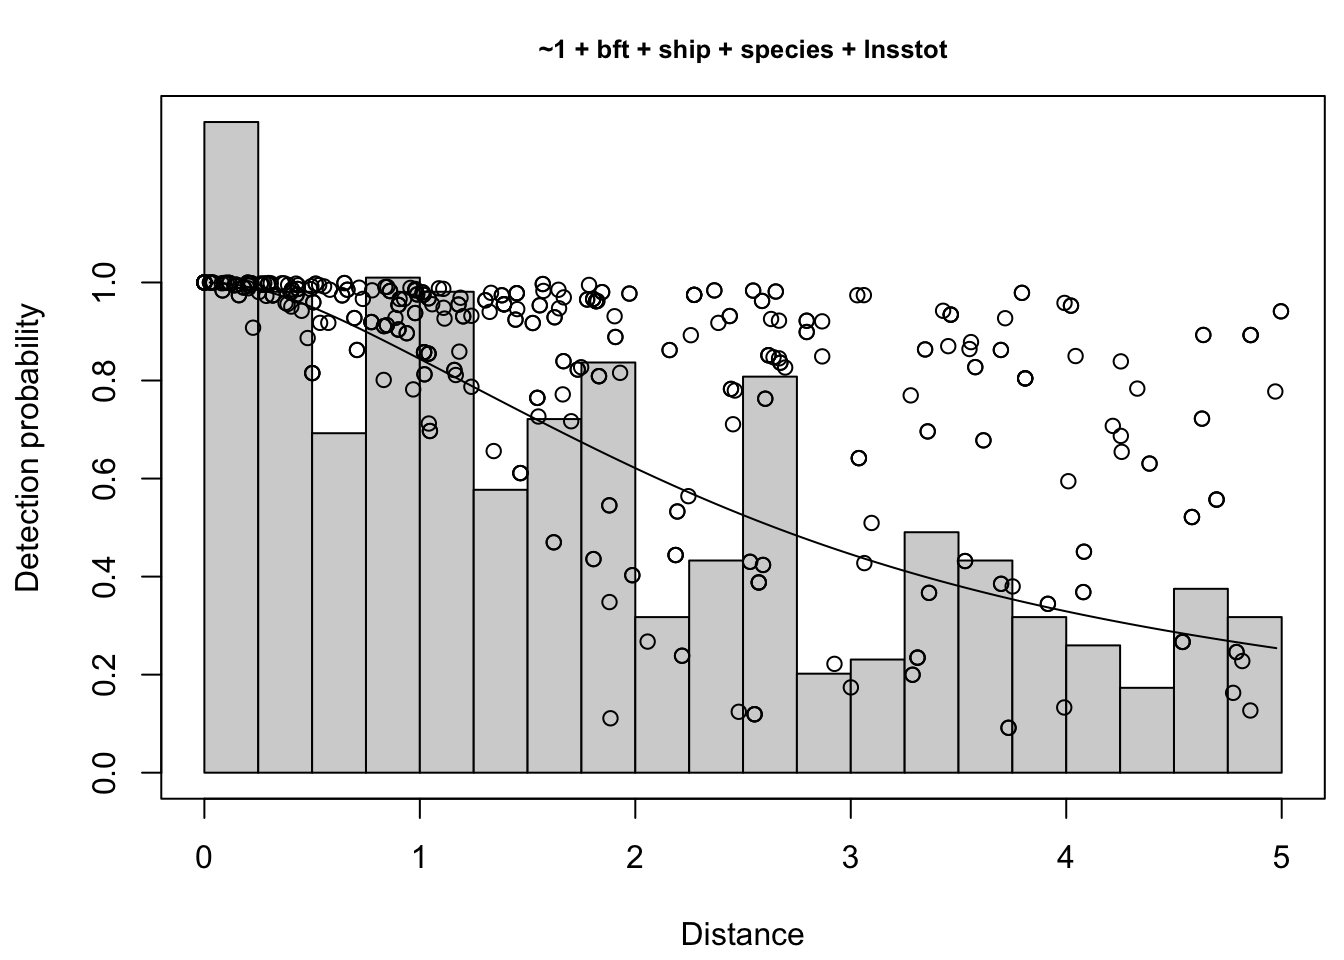 ~1 + bft + ship + species + lnsstot
Detection probability
1.0
0.8
0.6
0.4
0.2
0.0
0 1 2 3 4 5
Distance